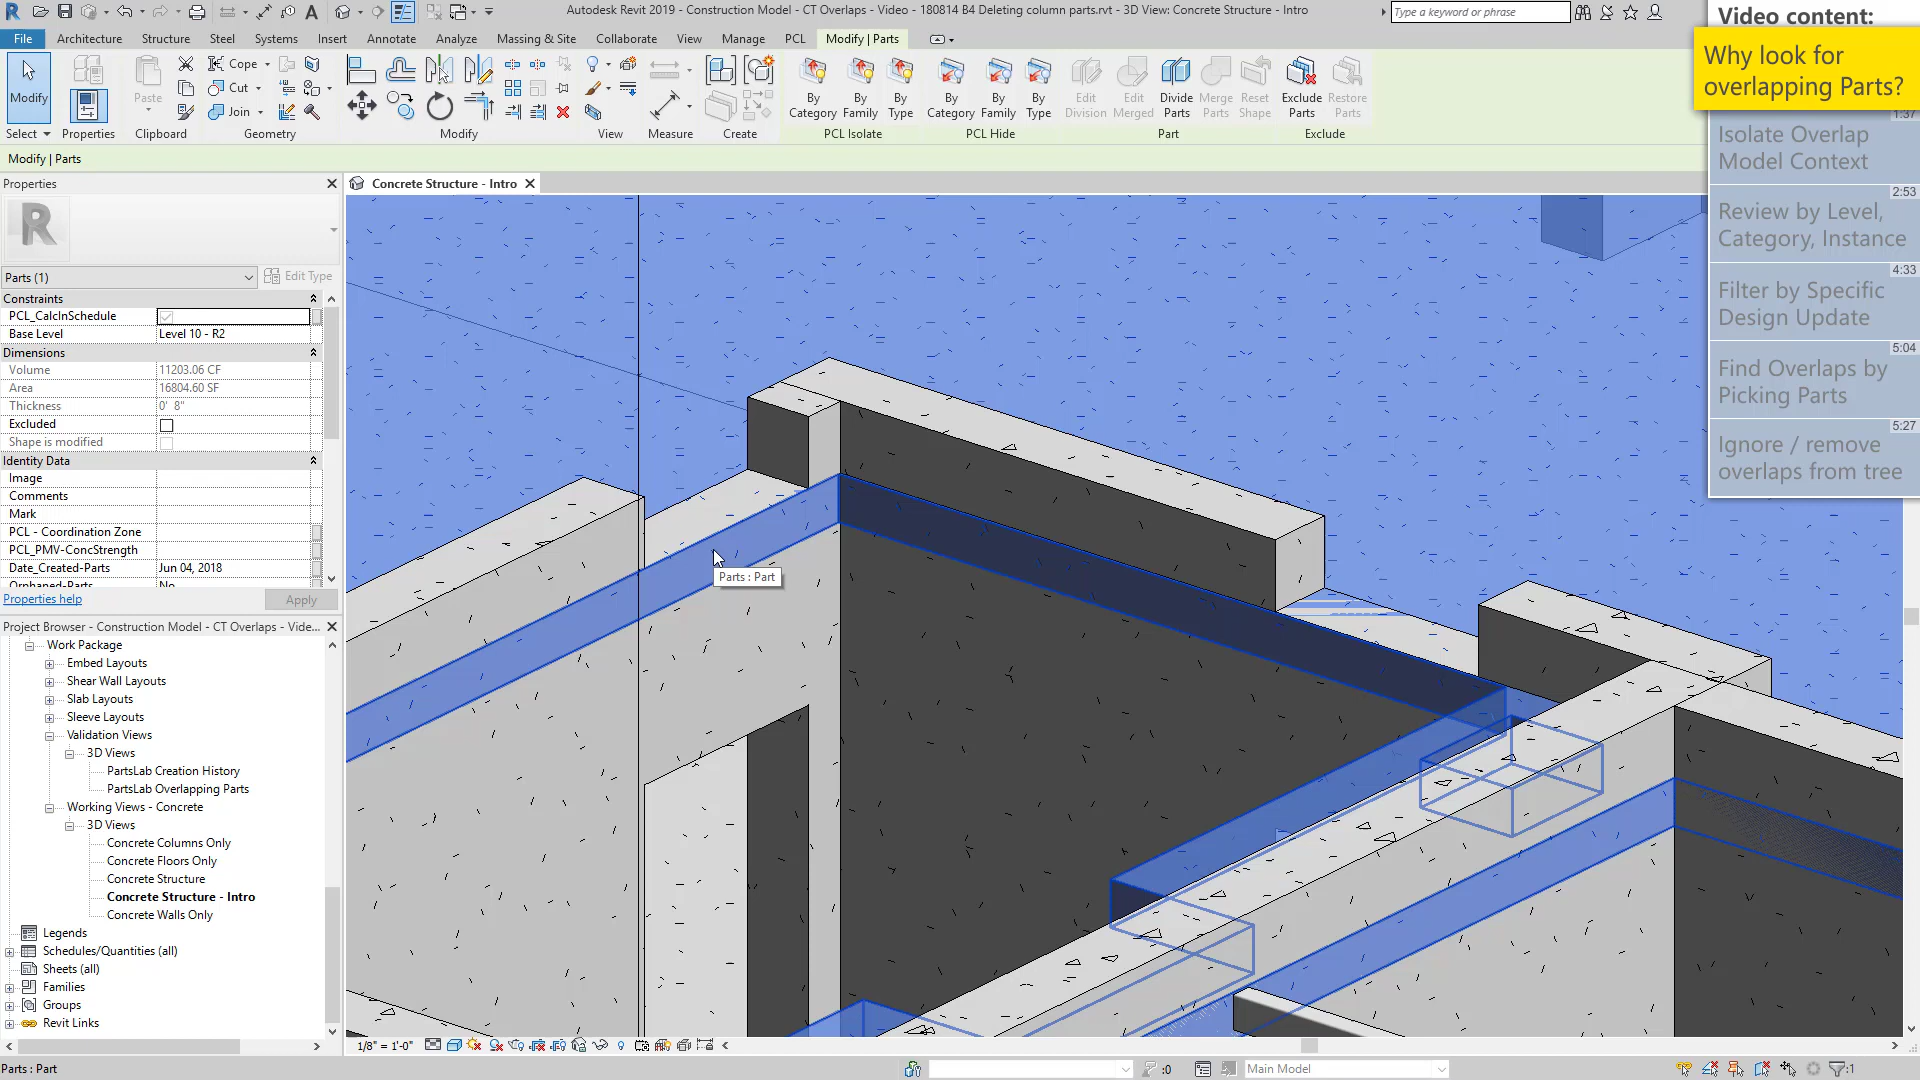 Autodesk Revit 2019 - Construction Model - CT Overlaps - Video - 180814 B4 Deleting column parts.rvt - 3D View: Concrete Structure - Intro
Type a keyword or phrase
File
Architecture
Structure
Steel
Systems
Insert
Annotate
Analyze
Massing & Site
Collaborate
View
Manage
PCL
Modify | Parts
Modify
Select
Properties
Paste
Clipboard
Cope
Cut
Join
Geometry
Modify
View
Measure
Create
By Category
By Family
By Type
PCL Isolate
By Category
By Family
By Type
PCL Hide
Edit Division
Edit Merged
Divide Parts
Merge Parts
Reset Shape
Part
Exclude Parts
Restore Parts
Exclude
Modify | Parts
Video content:
Why look for
overlapping Parts?
1:37
Isolate Overlap
Model Context
2:53
Review by Level,
Category, Instance
4:33
Filter by Specific
Design Update
5:04
Find Overlaps by
Picking Parts
5:27
Ignore / remove
overlaps from tree
Properties
R
Parts (1)
Edit Type
Constraints
PCL_CalcInSchedule
Base Level Level 10 - R2
Dimensions
Volume 11203.06 CF
Area 16804.60 SF
Thickness 0' 8"
Excluded
Shape is modified
Identity Data
Image
Comments
Mark
PCL - Coordination Zone
PCL_PMV-ConcStrength
Date_Created-Parts Jun 04, 2018
Orphaned-Parts No
Properties help
Apply
Concrete Structure - Intro
Parts : Part
Project Browser - Construction Model - CT Overlaps - Vide...
Work Package
Embed Layouts
Shear Wall Layouts
Slab Layouts
Sleeve Layouts
Validation Views
3D Views
PartsLab Creation History
PartsLab Overlapping Parts
Working Views - Concrete
3D Views
Concrete Columns Only
Concrete Floors Only
Concrete Structure
Concrete Structure - Intro
Concrete Walls Only
Legends
Schedules/Quantities (all)
Sheets (all)
Families
Groups
Revit Links
1/8" = 1'-0"
Parts : Part
:0
Main Model
:1